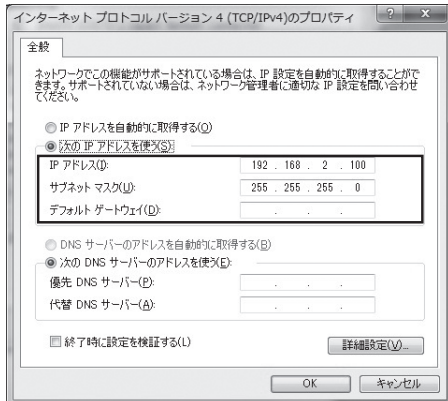 インターネット プロトコル バージョン 4 (TCP/IPv4)のプロパティ
全般
ネットワークでこの機能がサポートされている場合は、IP 設定を自動的に取得することがで
きます。サポートされていない場合は、ネットワーク管理者に適切な IP 設定を問い合わせ
てください。
IP アドレスを自動的に取得する(O)
次の IP アドレスを使う(S):
IP アドレス(I): 192 . 168 . 2 . 100
サブネット マスク(U): 255 . 255 . 255 . 0
デフォルト ゲートウェイ(D): . . .
DNS サーバーのアドレスを自動的に取得する(B)
次の DNS サーバーのアドレスを使う(E):
優先 DNS サーバー(P): . . .
代替 DNS サーバー(A): . . .
終了時に設定を検証する(L)
詳細設定(V)...
OK キャンセル